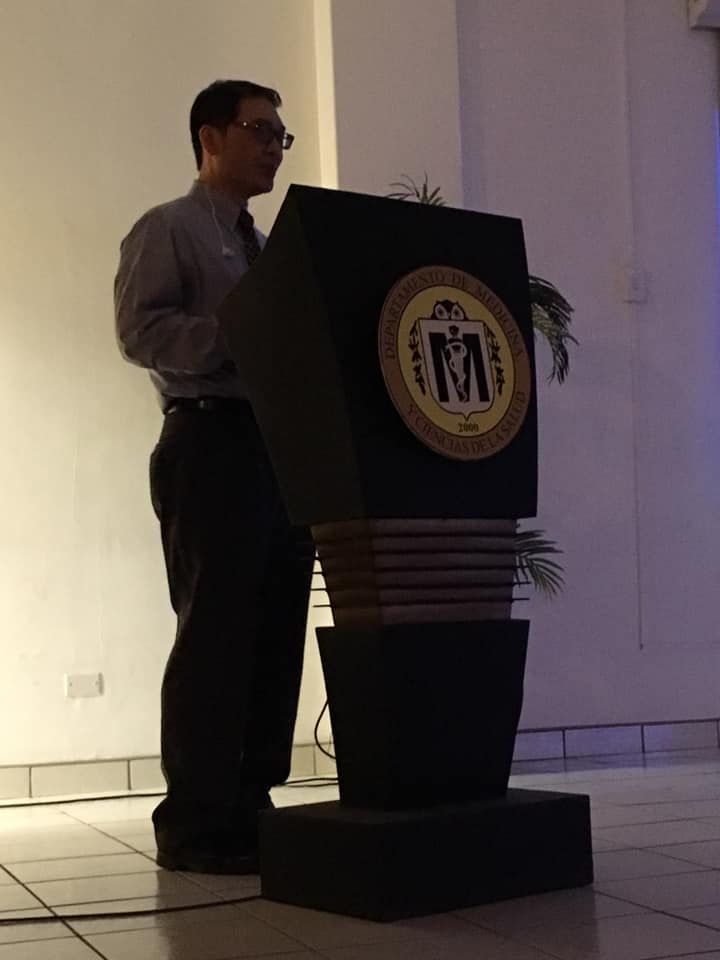 DEPARTAMENTO DE MEDICINA
M
2000
Y CIENCIAS DE LA SALUD